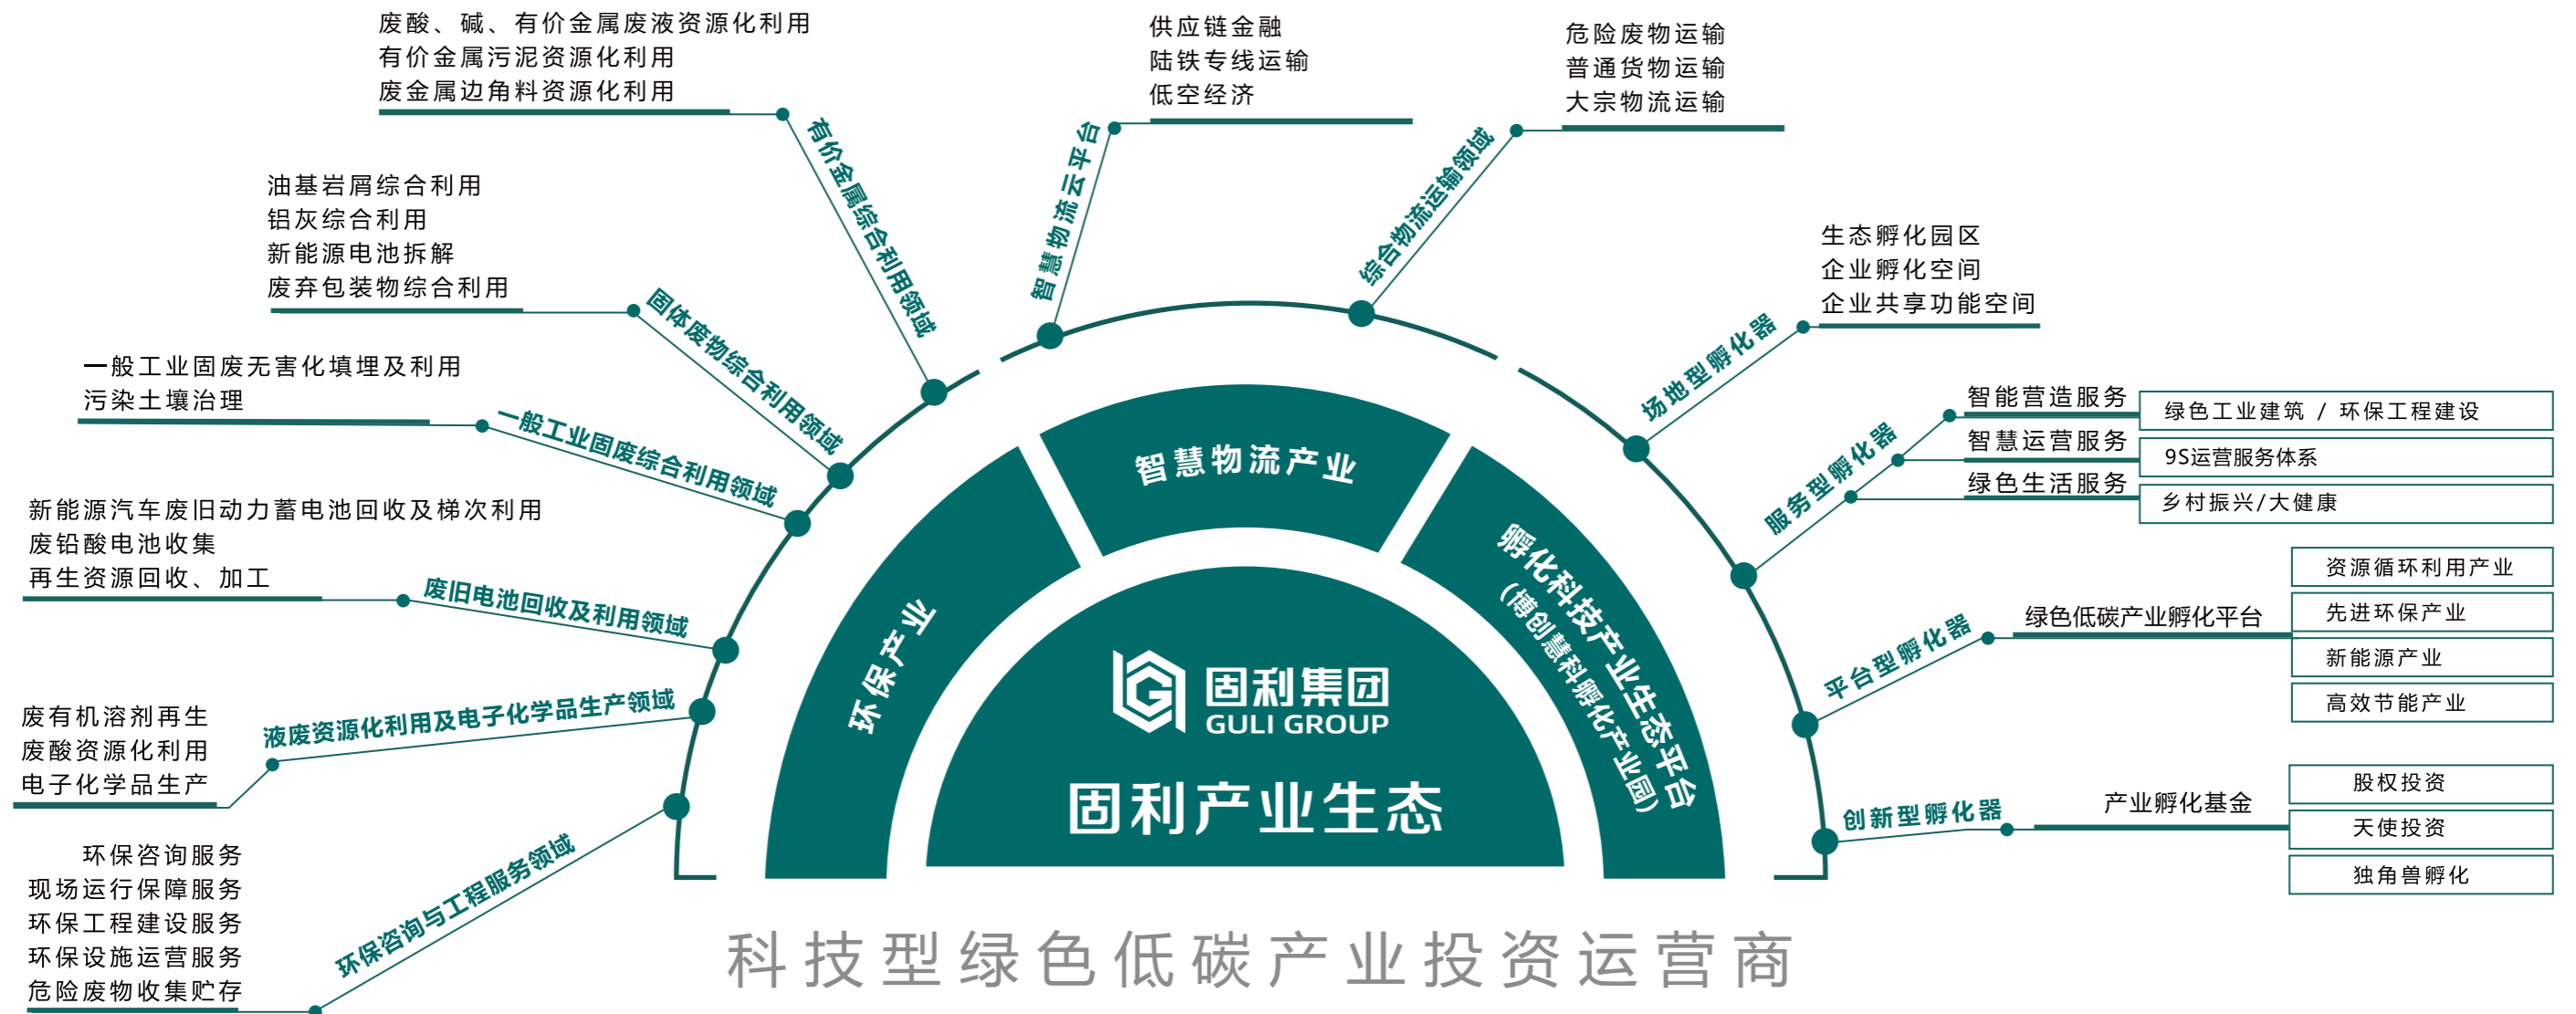 废酸、碱、有价金属废液资源化利用
有价金属污泥资源化利用
废金属边角料资源化利用
有价金属综合利用领域
油基岩屑综合利用
铝灰综合利用
新能源电池拆解
废弃包装物综合利用
固体废物综合利用领域
一般工业固废无害化填埋及利用
污染土壤治理
一般工业固废综合利用领域
新能源汽车废旧动力蓄电池回收及梯次利用
废铅酸电池收集
再生资源回收、加工
废旧电池回收及利用领域
废有机溶剂再生
废酸资源化利用
电子化学品生产
液废资源化利用及电子化学品生产领域
环保咨询服务
现场运行保障服务
环保工程建设服务
环保设施运营服务
危险废物收集贮存
环保咨询与工程服务领域
供应链金融
陆铁专线运输
低空经济
智慧物流云平台
危险废物运输
普通货物运输
大宗物流运输
综合物流运输领域
生态孵化园区
企业孵化空间
企业共享功能空间
场地型孵化器
智能营造服务
绿色工业建筑 / 环保工程建设
智慧运营服务
9S运营服务体系
绿色生活服务
乡村振兴/大健康
服务型孵化器
绿色低碳产业孵化平台
资源循环利用产业
先进环保产业
新能源产业
高效节能产业
平台型孵化器
产业孵化基金
股权投资
天使投资
独角兽孵化
创新型孵化器
环保产业
智慧物流产业
孵化科技产业生态平台
(博创慧科孵化产业园)
固利集团
GULI GROUP
固利产业生态
科技型绿色低碳产业投资运营商